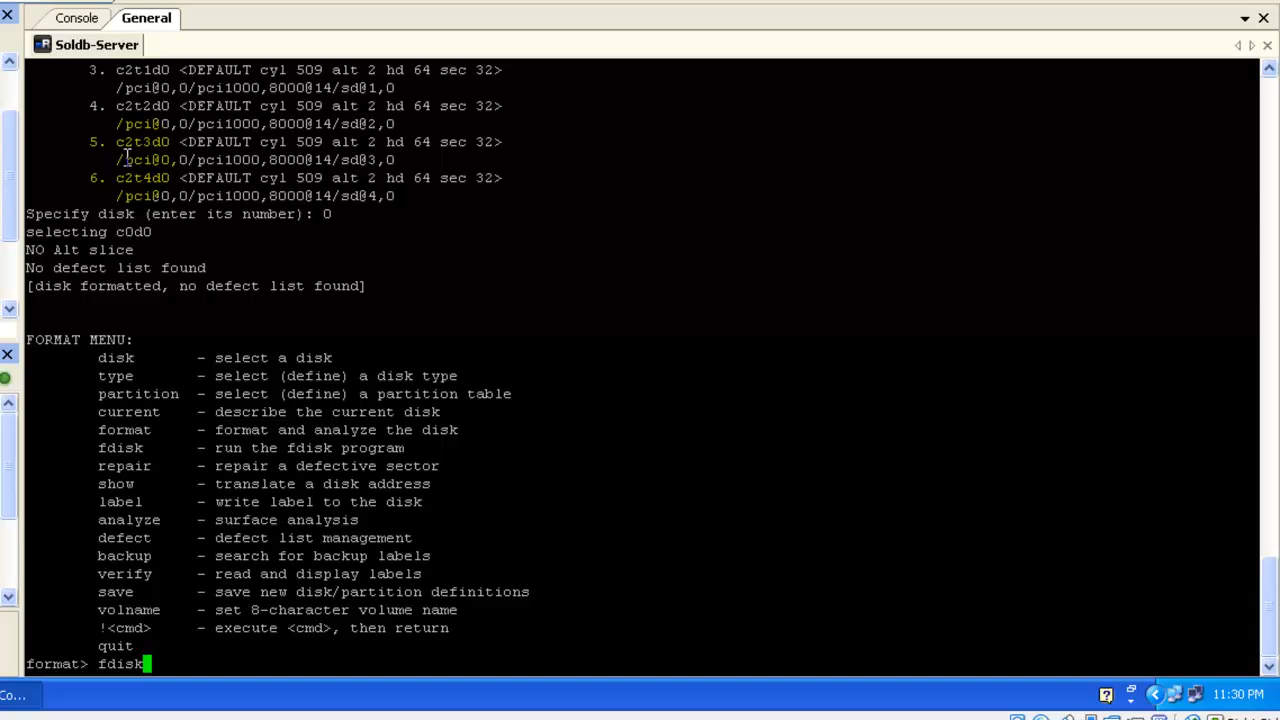 Console General
Soldb-Server
3. c2t1d0 <DEFAULT cyl 509 alt 2 hd 64 sec 32>
/pci@0,0/pci1000,8000@14/sd@1,0
4. c2t2d0 <DEFAULT cyl 509 alt 2 hd 64 sec 32>
/pci@0,0/pci1000,8000@14/sd@2,0
5. c2t3d0 <DEFAULT cyl 509 alt 2 hd 64 sec 32>
/pci@0,0/pci1000,8000@14/sd@3,0
6. c2t4d0 <DEFAULT cyl 509 alt 2 hd 64 sec 32>
/pci@0,0/pci1000,8000@14/sd@4,0
Specify disk (enter its number): 0
selecting c0d0
NO Alt slice
No defect list found
[disk formatted, no defect list found]
FORMAT MENU:
disk - select a disk
type - select (define) a disk type
partition - select (define) a partition table
current - describe the current disk
format - format and analyze the disk
fdisk - run the fdisk program
repair - repair a defective sector
show - translate a disk address
label - write label to the disk
analyze - surface analysis
defect - defect list management
backup - search for backup labels
verify - read and display labels
save - save new disk/partition definitions
volname - set 8-character volume name
!<cmd> - execute <cmd>, then return
quit
format> fdisk
Co... 11:30 PM